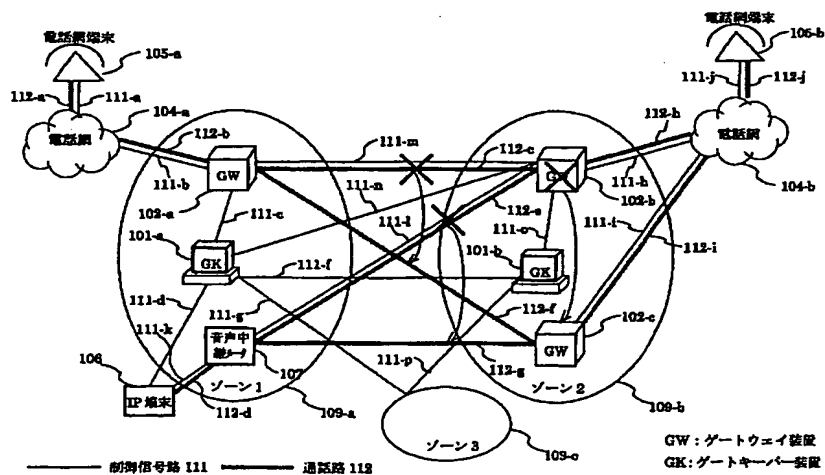 電話網端末
105-a
112-a
111-a
104-a
電話網
112-b
111-b
GW
102-a
111-c
101-a
GK
111-d
111-k
106
IP 端末
112-d
音声中
継ルータ
107
ゾーン 1
109-a
111-m
112-c
111-n
111-l
112-e
111-f
111-g
111-o
101-b
GK
112-f
111-p
112-g
GW
102-b
102-c
GW
ゾーン 2
109-b
ゾーン 3
109-c
電話網端末
105-b
111-j
112-j
112-h
111-h
電話網
104-b
111-i
112-i
制御信号路 111
通話路 112
GW：ゲートウェイ装置
GK：ゲートキーパー装置